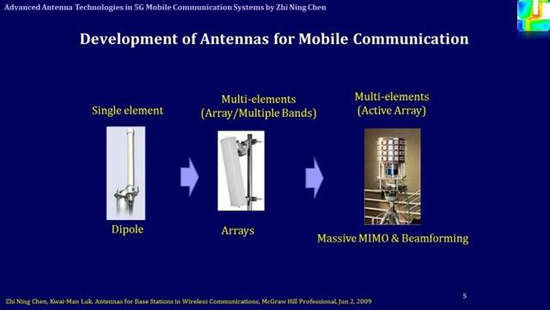 Advanced Antenna Technologies in 5G Mobile Communication Systems by Zhi Ning Chen
Development of Antennas for Mobile Communication
Single element
Multi-elements
(Array/Multiple Bands)
Multi-elements
(Active Array)
Dipole
Arrays
Massive MIMO & Beamforming
5
Zhi Ning Chen, Kwai-Man Luk. Antennas for Base Stations in Wireless Communications, McGraw Hill Professional, Jun 2, 2009